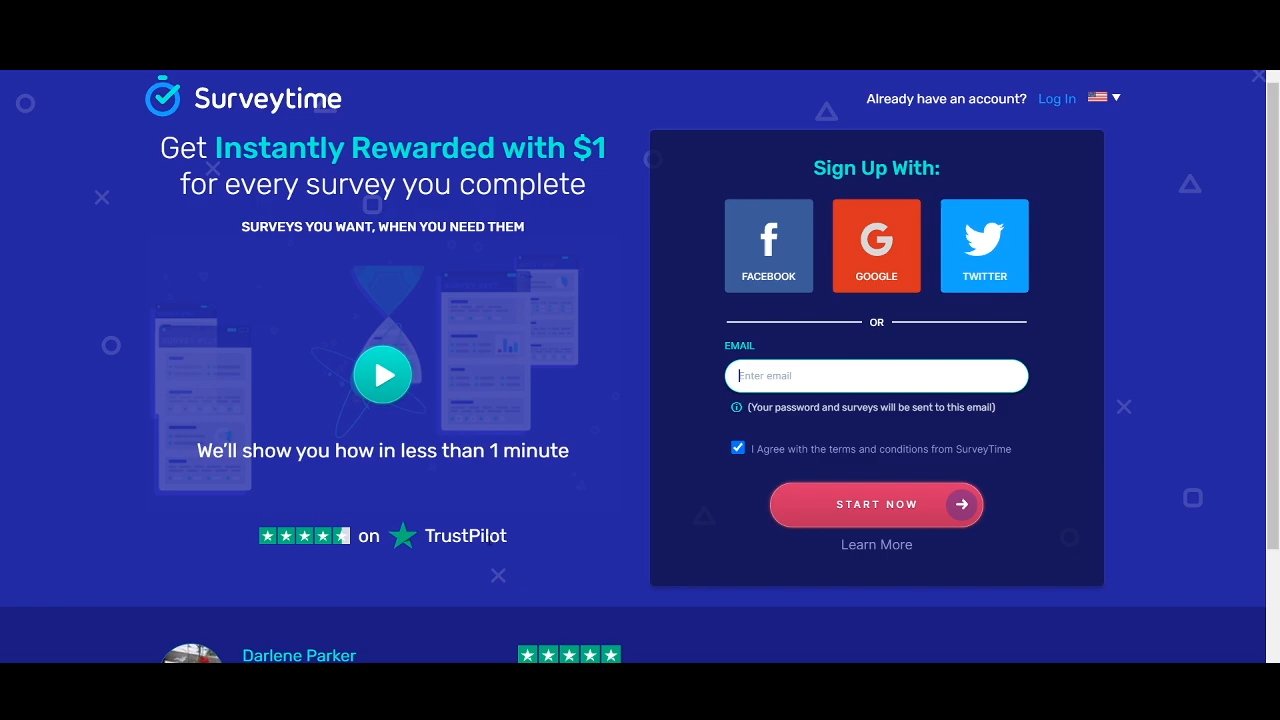 Surveytime
Already have an account? Log In
Get Instantly Rewarded with $1
for every survey you complete
SURVEYS YOU WANT, WHEN YOU NEED THEM
We'll show you how in less than 1 minute
on TrustPilot
Sign Up With:
FACEBOOK
GOOGLE
TWITTER
OR
EMAIL
Enter email
(Your password and surveys will be sent to this email)
I Agree with the terms and conditions from SurveyTime
START NOW
Learn More
Darlene Parker